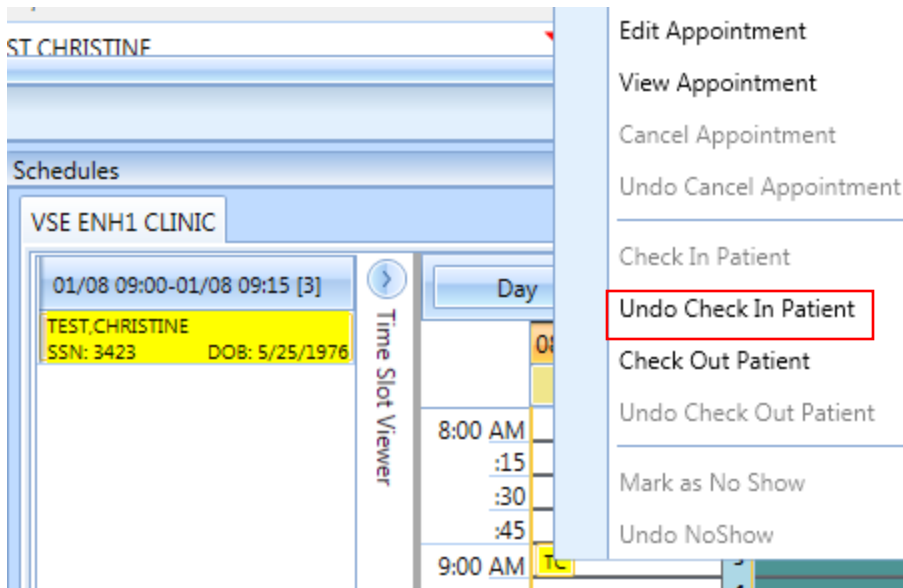 ST CHRISTINE
Schedules
VSE ENH1 CLINIC
01/08 09:00-01/08 09:15 [3]
TEST,CHRISTINE
SSN: 3423 DOB: 5/25/1976
Time Slot Viewer
Day
8:00 AM
:15
:30
:45
9:00 AM
Edit Appointment
View Appointment
Cancel Appointment
Undo Cancel Appointment
Check In Patient
Undo Check In Patient
Check Out Patient
Undo Check Out Patient
Mark as No Show
Undo NoShow